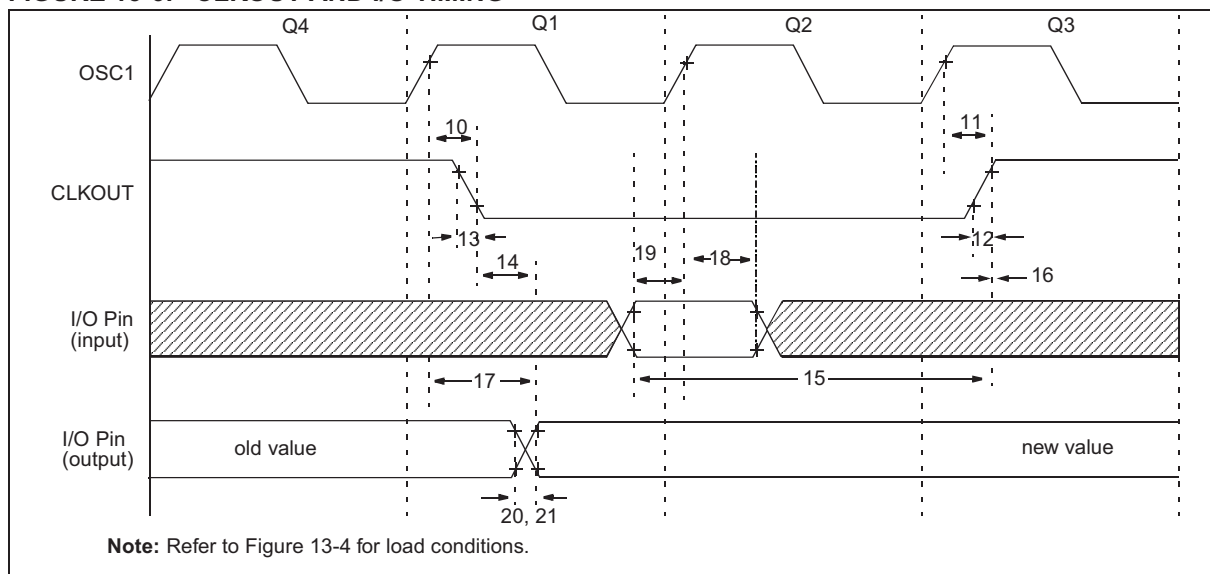 Q4 Q1 Q2 Q3
OSC1
10
11
CLKOUT
13
12
14
19
18
16
I/O Pin
(input)
17
15
I/O Pin
(output)
old value
new value
20, 21
Note: Refer to Figure 13-4 for load conditions.